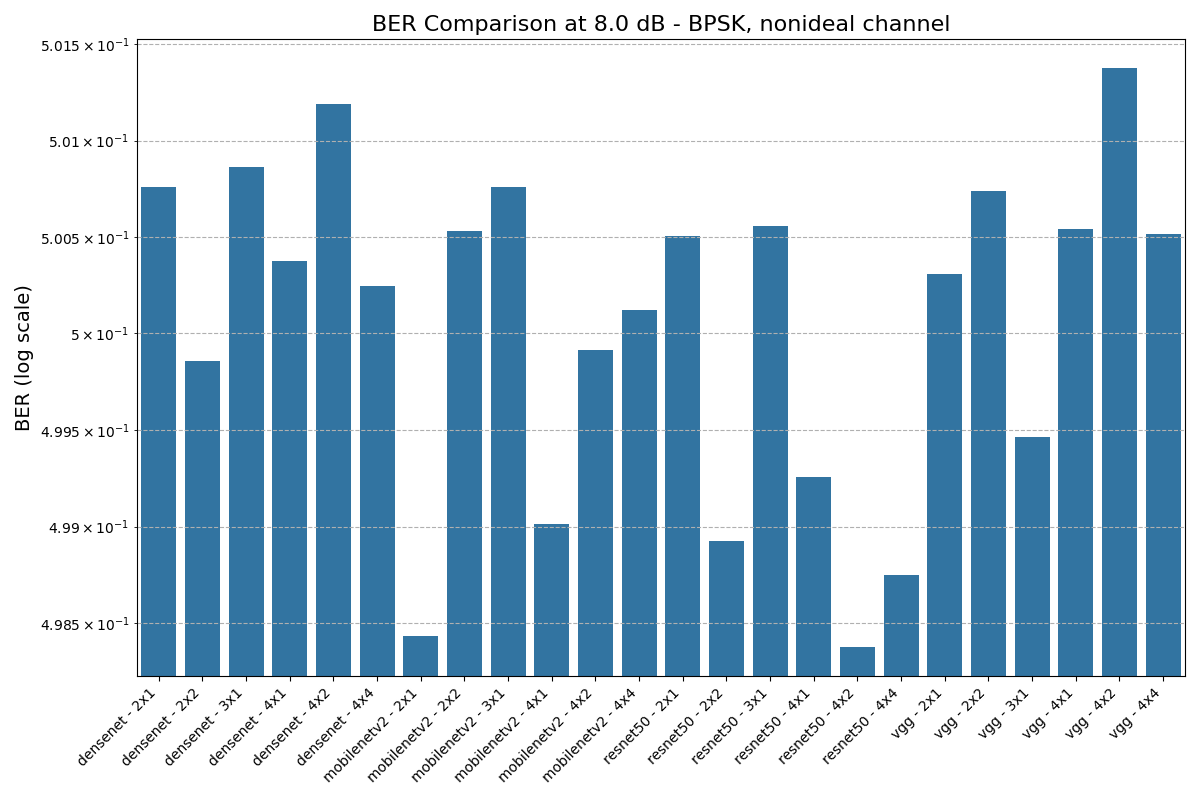 BER Comparison at 8.0 dB - BPSK, nonideal channel
BER (log scale)
5.015 × 10⁻¹
5.01 × 10⁻¹
5.005 × 10⁻¹
5 × 10⁻¹
4.995 × 10⁻¹
4.99 × 10⁻¹
4.985 × 10⁻¹
densenet - 2x1
densenet - 2x2
densenet - 3x1
densenet - 4x1
densenet - 4x2
densenet - 4x4
mobilenetv2 - 2x1
mobilenetv2 - 2x2
mobilenetv2 - 3x1
mobilenetv2 - 4x1
mobilenetv2 - 4x2
mobilenetv2 - 4x4
resnet50 - 2x1
resnet50 - 2x2
resnet50 - 3x1
resnet50 - 4x1
resnet50 - 4x2
resnet50 - 4x4
vgg - 2x1
vgg - 2x2
vgg - 3x1
vgg - 4x1
vgg - 4x2
vgg - 4x4